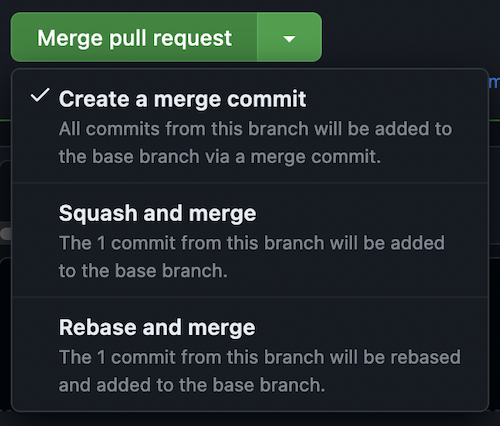 Merge pull request
Create a merge commit
All commits from this branch will be added to
the base branch via a merge commit.
Squash and merge
The 1 commit from this branch will be added
to the base branch.
Rebase and merge
The 1 commit from this branch will be rebased
and added to the base branch.